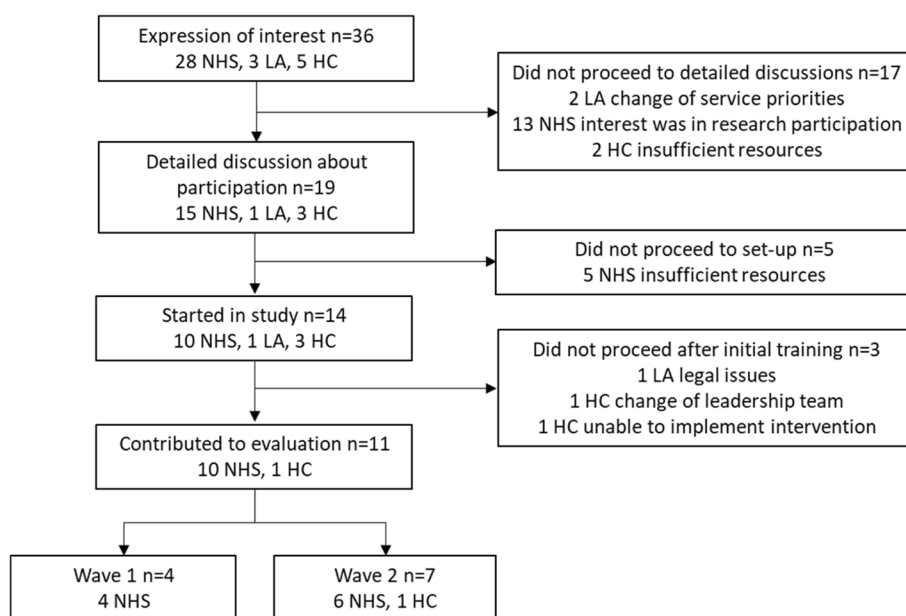 Expression of interest n=36
28 NHS, 3 LA, 5 HC
Did not proceed to detailed discussions n=17
2 LA change of service priorities
13 NHS interest was in research participation
2 HC insufficient resources
Detailed discussion about
participation n=19
15 NHS, 1 LA, 3 HC
Did not proceed to set-up n=5
5 NHS insufficient resources
Started in study n=14
10 NHS, 1 LA, 3 HC
Did not proceed after initial training n=3
1 LA legal issues
1 HC change of leadership team
1 HC unable to implement intervention
Contributed to evaluation n=11
10 NHS, 1 HC
Wave 1 n=4
4 NHS
Wave 2 n=7
6 NHS, 1 HC